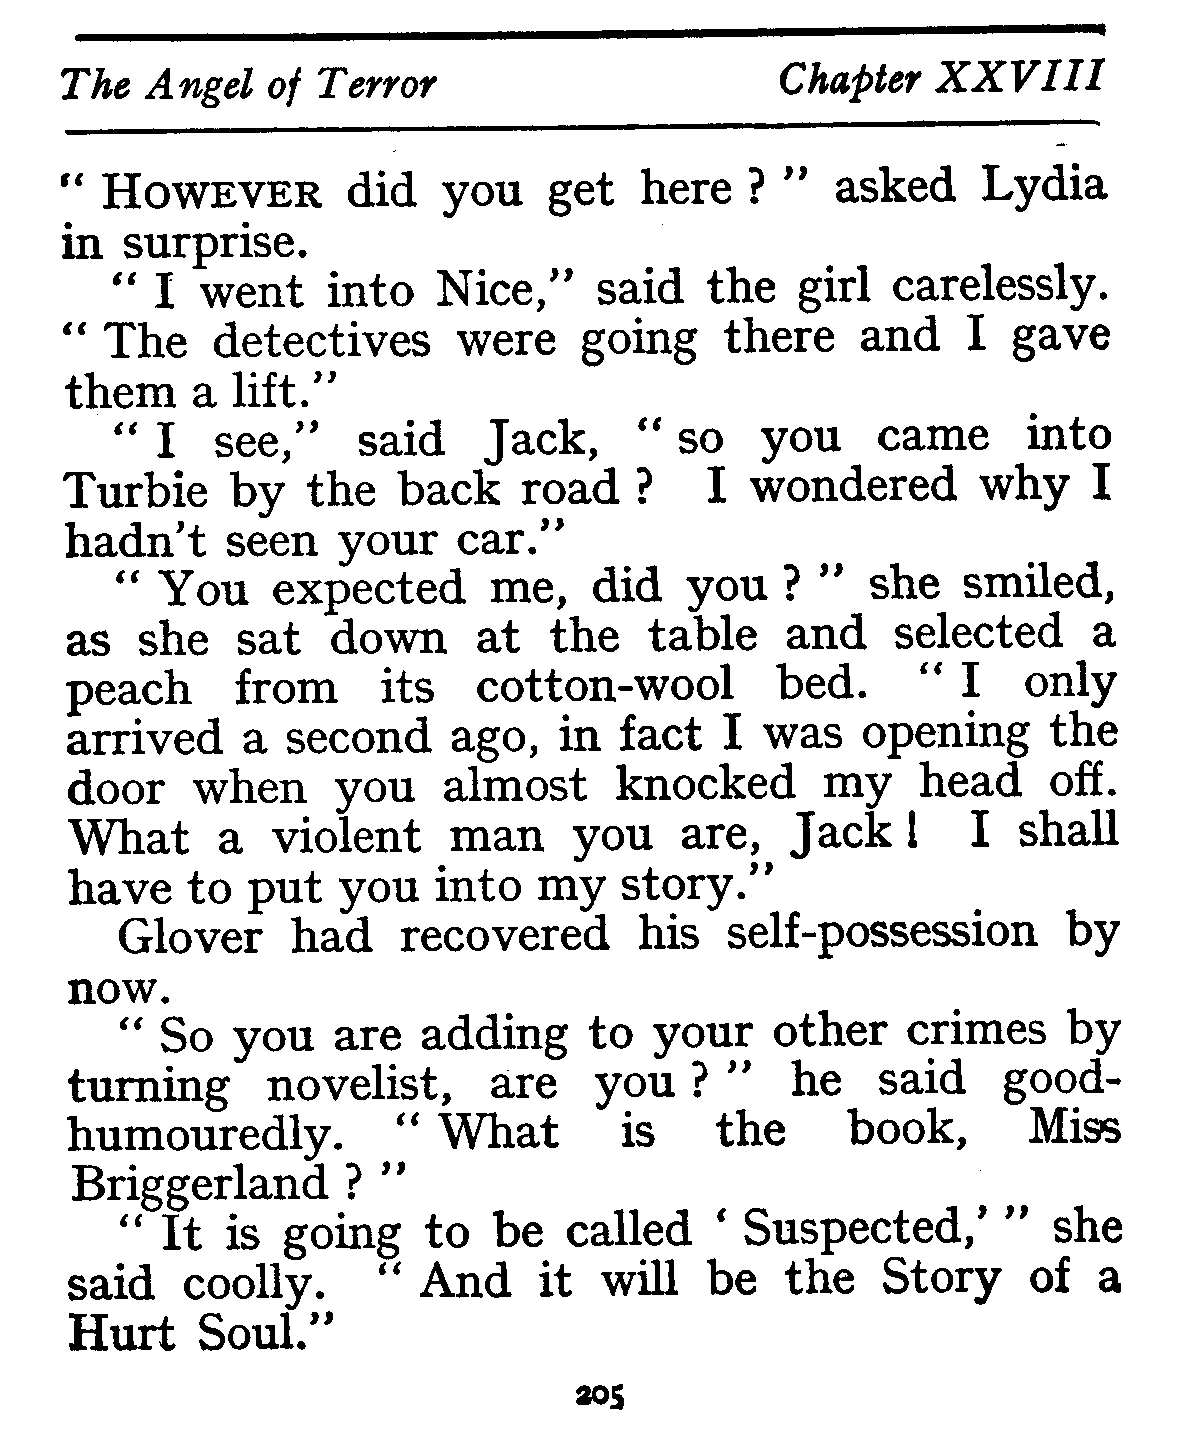 The Angel of Terror Chapter XXVIII
“ HOWEVER did you get here ? ” asked Lydia
in surprise.
“ I went into Nice,” said the girl carelessly.
“ The detectives were going there and I gave
them a lift.”
“ I see,” said Jack, “ so you came into
Turbie by the back road ? I wondered why I
hadn't seen your car.”
“ You expected me, did you ? ” she smiled,
as she sat down at the table and selected a
peach from its cotton-wool bed. “ I only
arrived a second ago, in fact I was opening the
door when you almost knocked my head off.
What a violent man you are, Jack ! I shall
have to put you into my story.”
Glover had recovered his self-possession by
now.
“ So you are adding to your other crimes by
turning novelist, are you ? ” he said good-
humouredly. “ What is the book, Miss
Briggerland ? ”
“ It is going to be called ‘ Suspected,’ ” she
said coolly. “ And it will be the Story of a
Hurt Soul.”
205